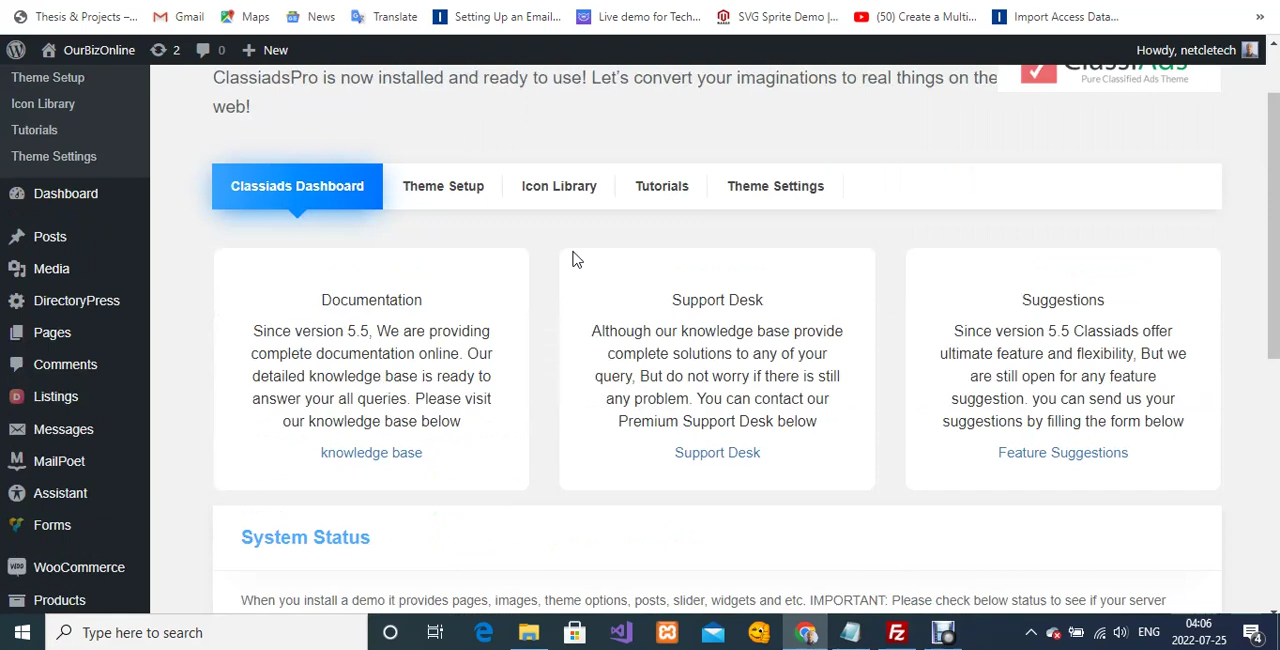 Thesis & Projects –...
Gmail
Maps
News
Translate
Setting Up an Email...
Live demo for Tech...
SVG Sprite Demo |...
(50) Create a Multi...
Import Access Data...
»
OurBizOnline
2
0
New
Howdy, netcletech
Theme Setup
Icon Library
Tutorials
Theme Settings
Dashboard
Posts
Media
DirectoryPress
Pages
Comments
Listings
Messages
MailPoet
Assistant
Forms
WooCommerce
Products
ClassiadsPro is now installed and ready to use! Let's convert your imaginations to real things on the
web!
ClassiAds
Pure Classified Ads Theme
Classiads Dashboard
Theme Setup
Icon Library
Tutorials
Theme Settings
Documentation
Since version 5.5, We are providing
complete documentation online. Our
detailed knowledge base is ready to
answer your all queries. Please visit
our knowledge base below
knowledge base
Support Desk
Although our knowledge base provide
complete solutions to any of your
query, But do not worry if there is still
any problem. You can contact our
Premium Support Desk below
Support Desk
Suggestions
Since version 5.5 Classiads offer
ultimate feature and flexibility, But we
are still open for any feature
suggestion. you can send us your
suggestions by filling the form below
Feature Suggestions
System Status
When you install a demo it provides pages, images, theme options, posts, slider, widgets and etc. IMPORTANT: Please check below status to see if your server
Type here to search
ENG
04:06
2022-07-25
4